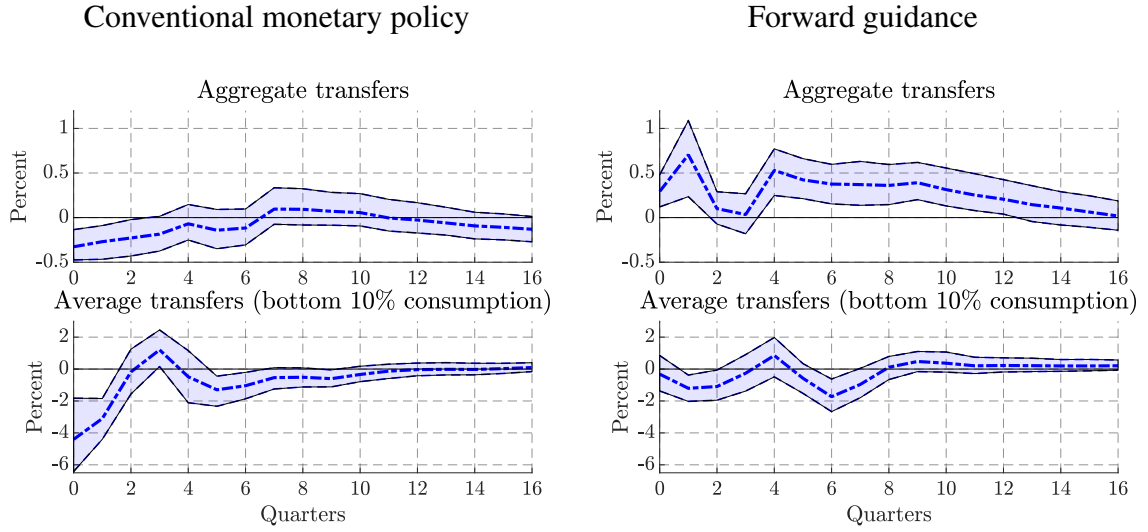 Conventional monetary policy
Forward guidance
Aggregate transfers
Percent
1
0.5
0
-0.5
0 2 4 6 8 10 12 14 16
Aggregate transfers
Percent
1
0.5
0
-0.5
0 2 4 6 8 10 12 14 16
Average transfers (bottom 10% consumption)
Percent
2
0
-2
-4
-6
0 2 4 6 8 10 12 14 16
Quarters
Average transfers (bottom 10% consumption)
Percent
2
0
-2
-4
-6
0 2 4 6 8 10 12 14 16
Quarters